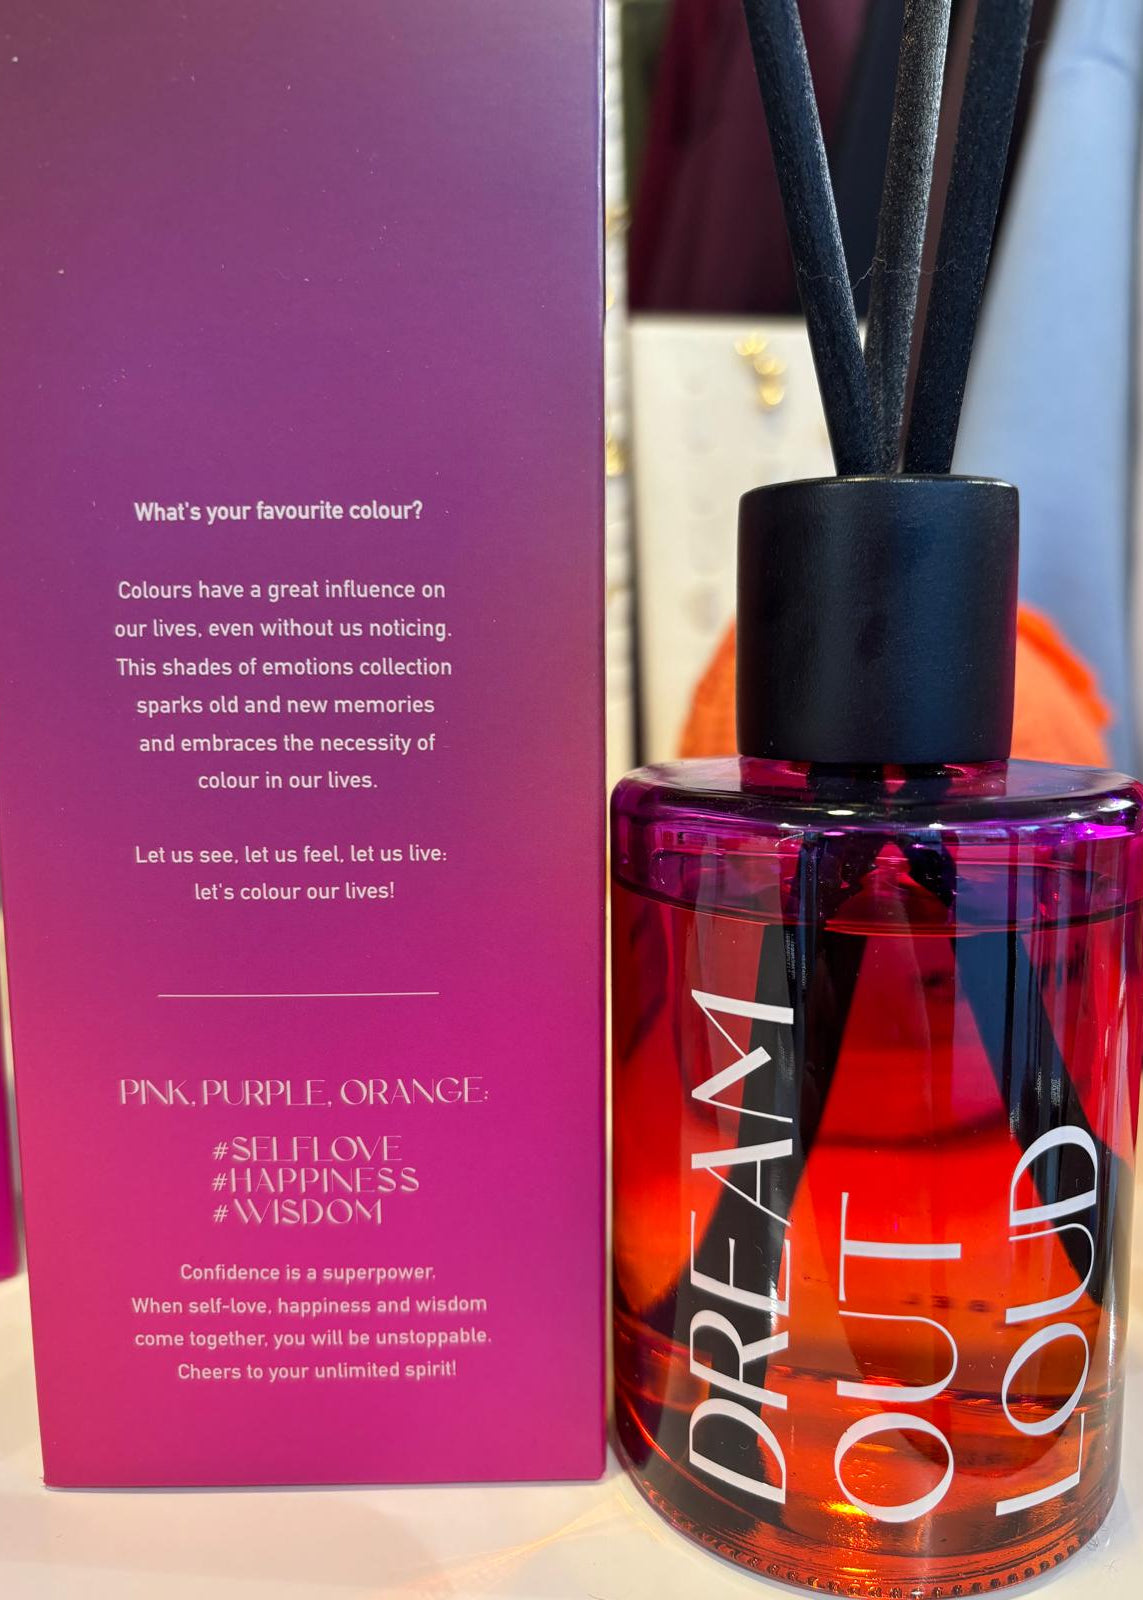 What's your favourite colour?
Colours have a great influence on
our lives, even without us noticing.
This shades of emotions collection
sparks old and new memories
and embraces the necessity of
colour in our lives.
Let us see, let us feel, let us live:
let's colour our lives!
PINK, PURPLE, ORANGE:
#SELFLOVE
#HAPPINESS
#WISDOM
Confidence is a superpower.
When self-love, happiness and wisdom
come together, you will be unstoppable.
Cheers to your unlimited spirit!
DREAM
OUT
LOUD